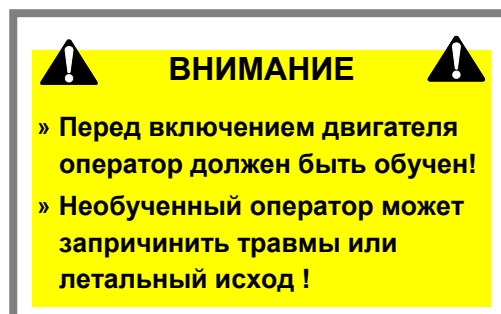 ВНИМАНИЕ
» Перед включением двигателя
оператор должен быть обучен!
» Необученный оператор может
запричинить травмы или
летальный исход !